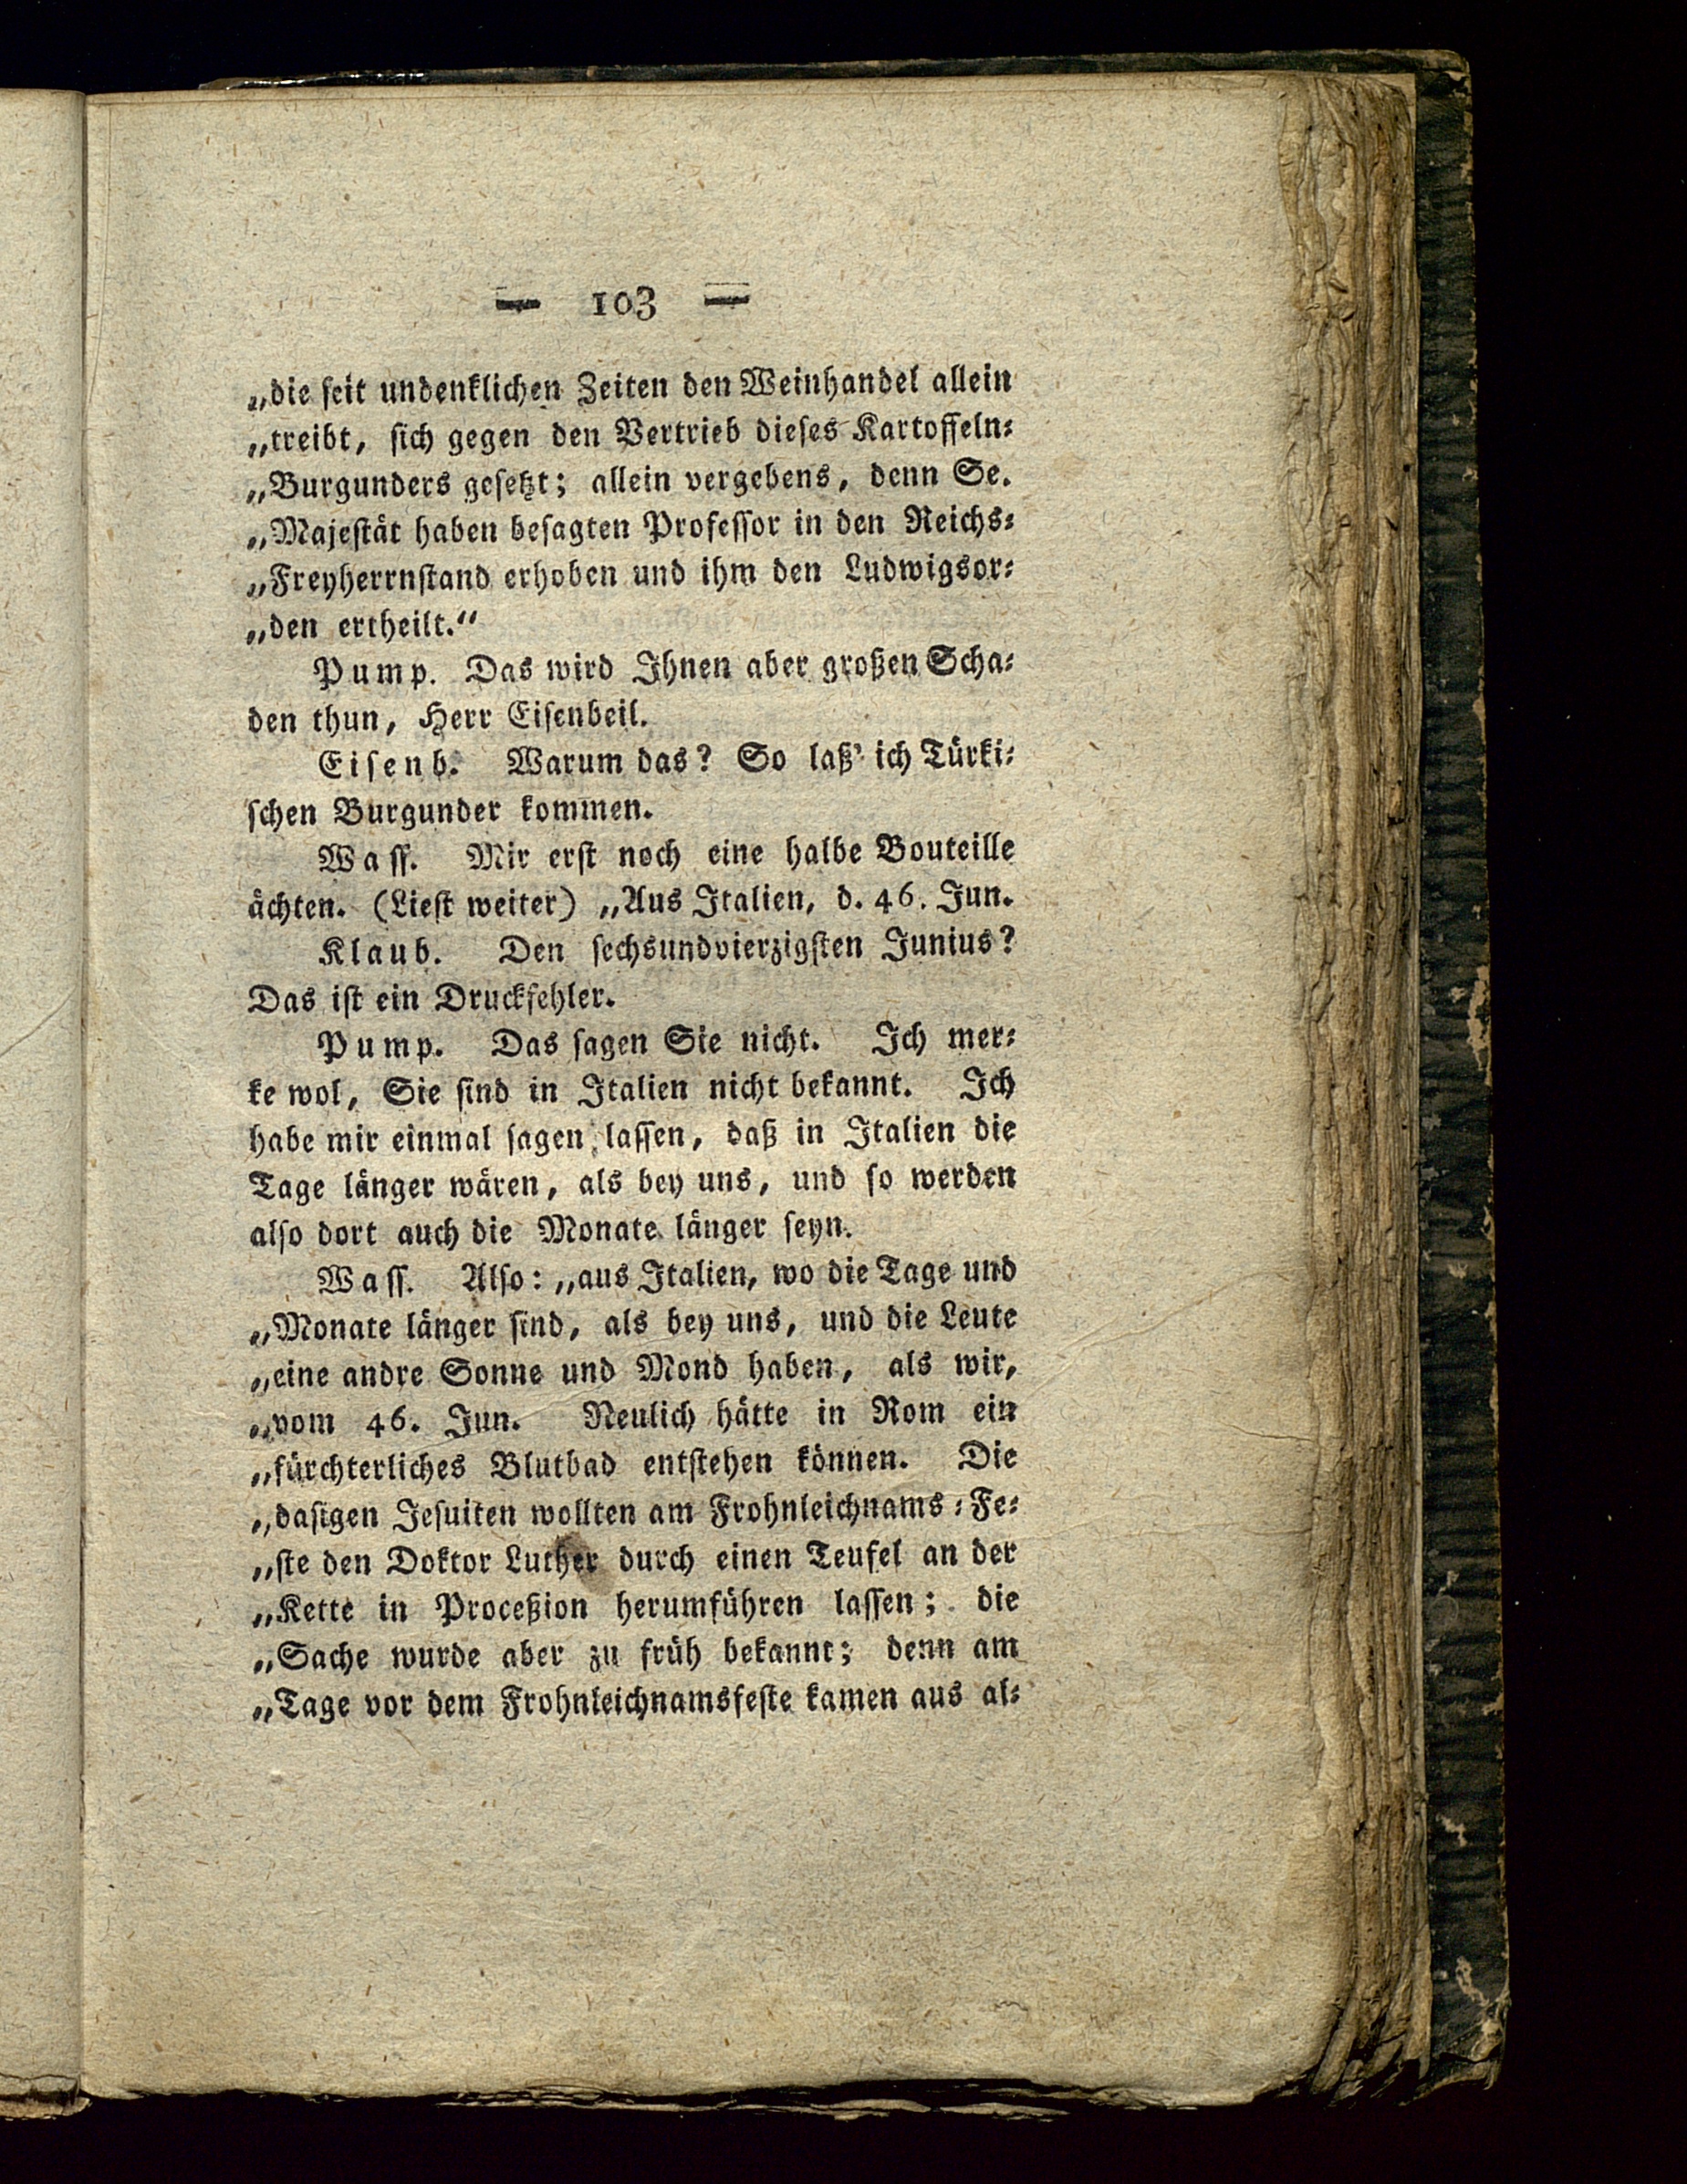 — 103 —
„die seit undenklichen Zeiten den Weinhandel allein
„treibt, sich gegen den Vertrieb dieses Kartoffeln-
„Burgunders gesetzt; allein vergebens, denn Se.
„Majestät haben besagten Professor in den Reichs-
„Freyherrnstand erhoben und ihm den Ludwigsor-
„den ertheilt.“
Pump. Das wird Ihnen aber großen Scha-
den thun, Herr Eisenbeil.
Eisenb. Warum das? So laß' ich Türki-
schen Burgunder kommen.
Wass. Mir erst noch eine halbe Bouteille
ächten. (Liest weiter) „Aus Italien, d. 46. Jun.
Klaub. Den sechsundvierzigsten Junius?
Das ist ein Druckfehler.
Pump. Das sagen Sie nicht. Ich mer-
ke wol, Sie sind in Italien nicht bekannt. Ich
habe mir einmal sagen lassen, daß in Italien die
Tage länger wären, als bey uns, und so werden
also dort auch die Monate länger seyn.
Wass. Also: „aus Italien, wo die Tage und
„Monate länger sind, als bey uns, und die Leute
„eine andre Sonne und Mond haben, als wir,
„vom 46. Jun. Neulich hätte in Rom ein
„fürchterliches Blutbad entstehen können. Die
„dasigen Jesuiten wollten am Frohnleichnams-Fe-
„ste den Doktor Luther durch einen Teufel an der
„Kette in Proceßion herumführen lassen; die
„Sache wurde aber zu früh bekannt; denn am
„Tage vor dem Frohnleichnamsfeste kamen aus al-